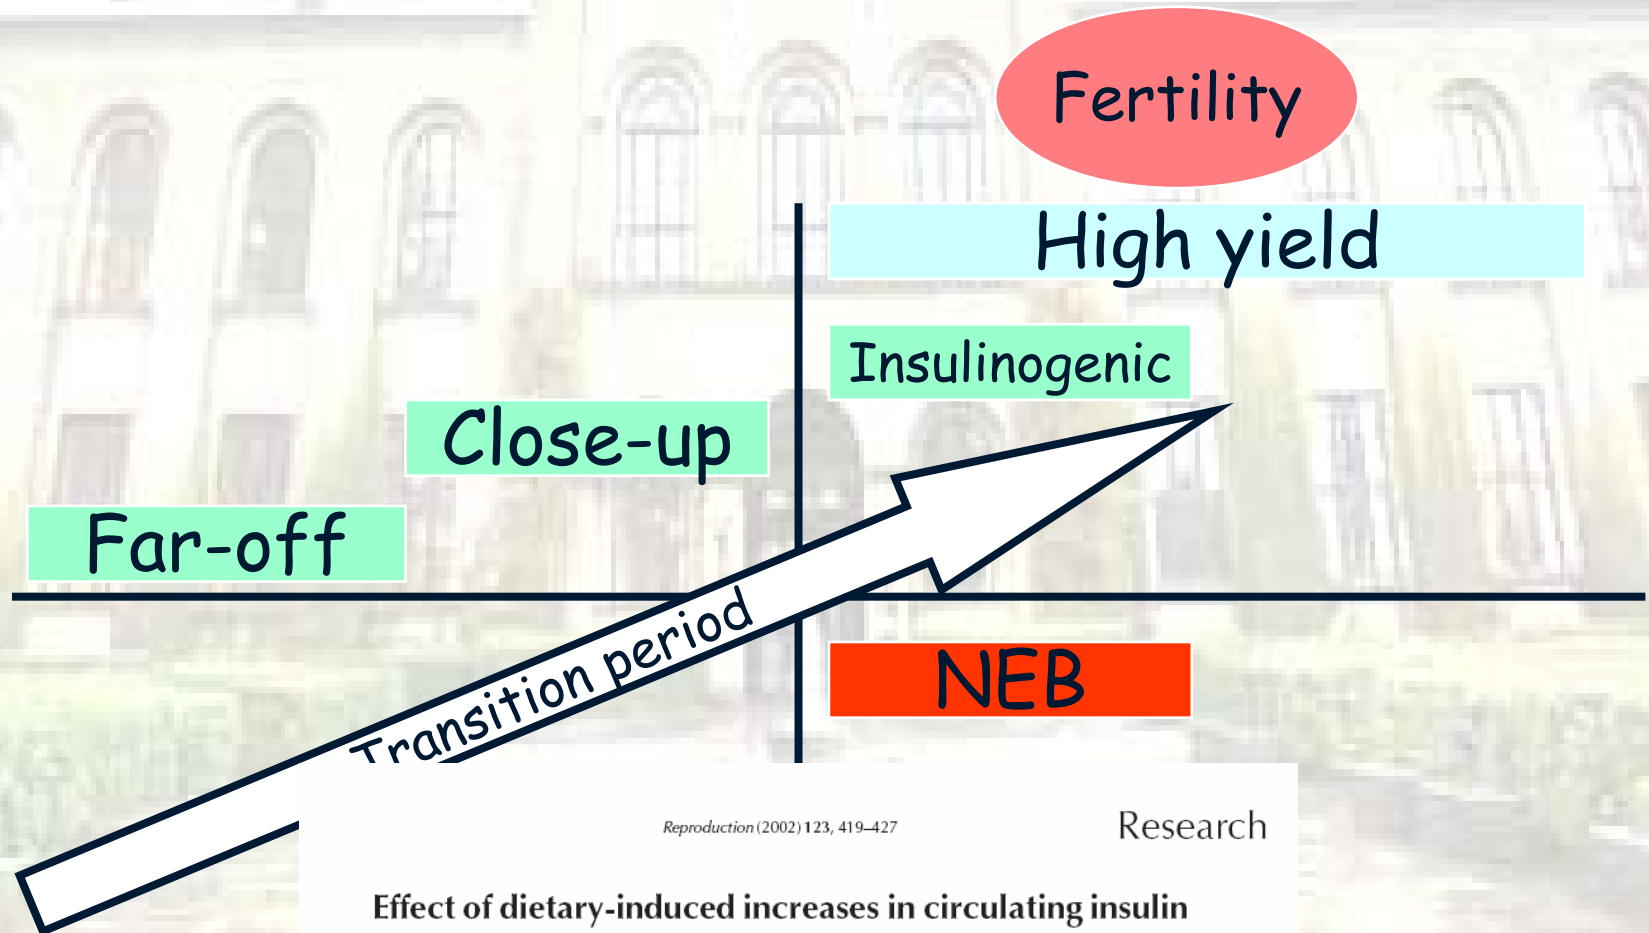 Fertility
High yield
Insulinogenic
Close-up
Far-off
Transition period
NEB
Reproduction (2002) 123, 419–427
Research
Effect of dietary-induced increases in circulating insulin